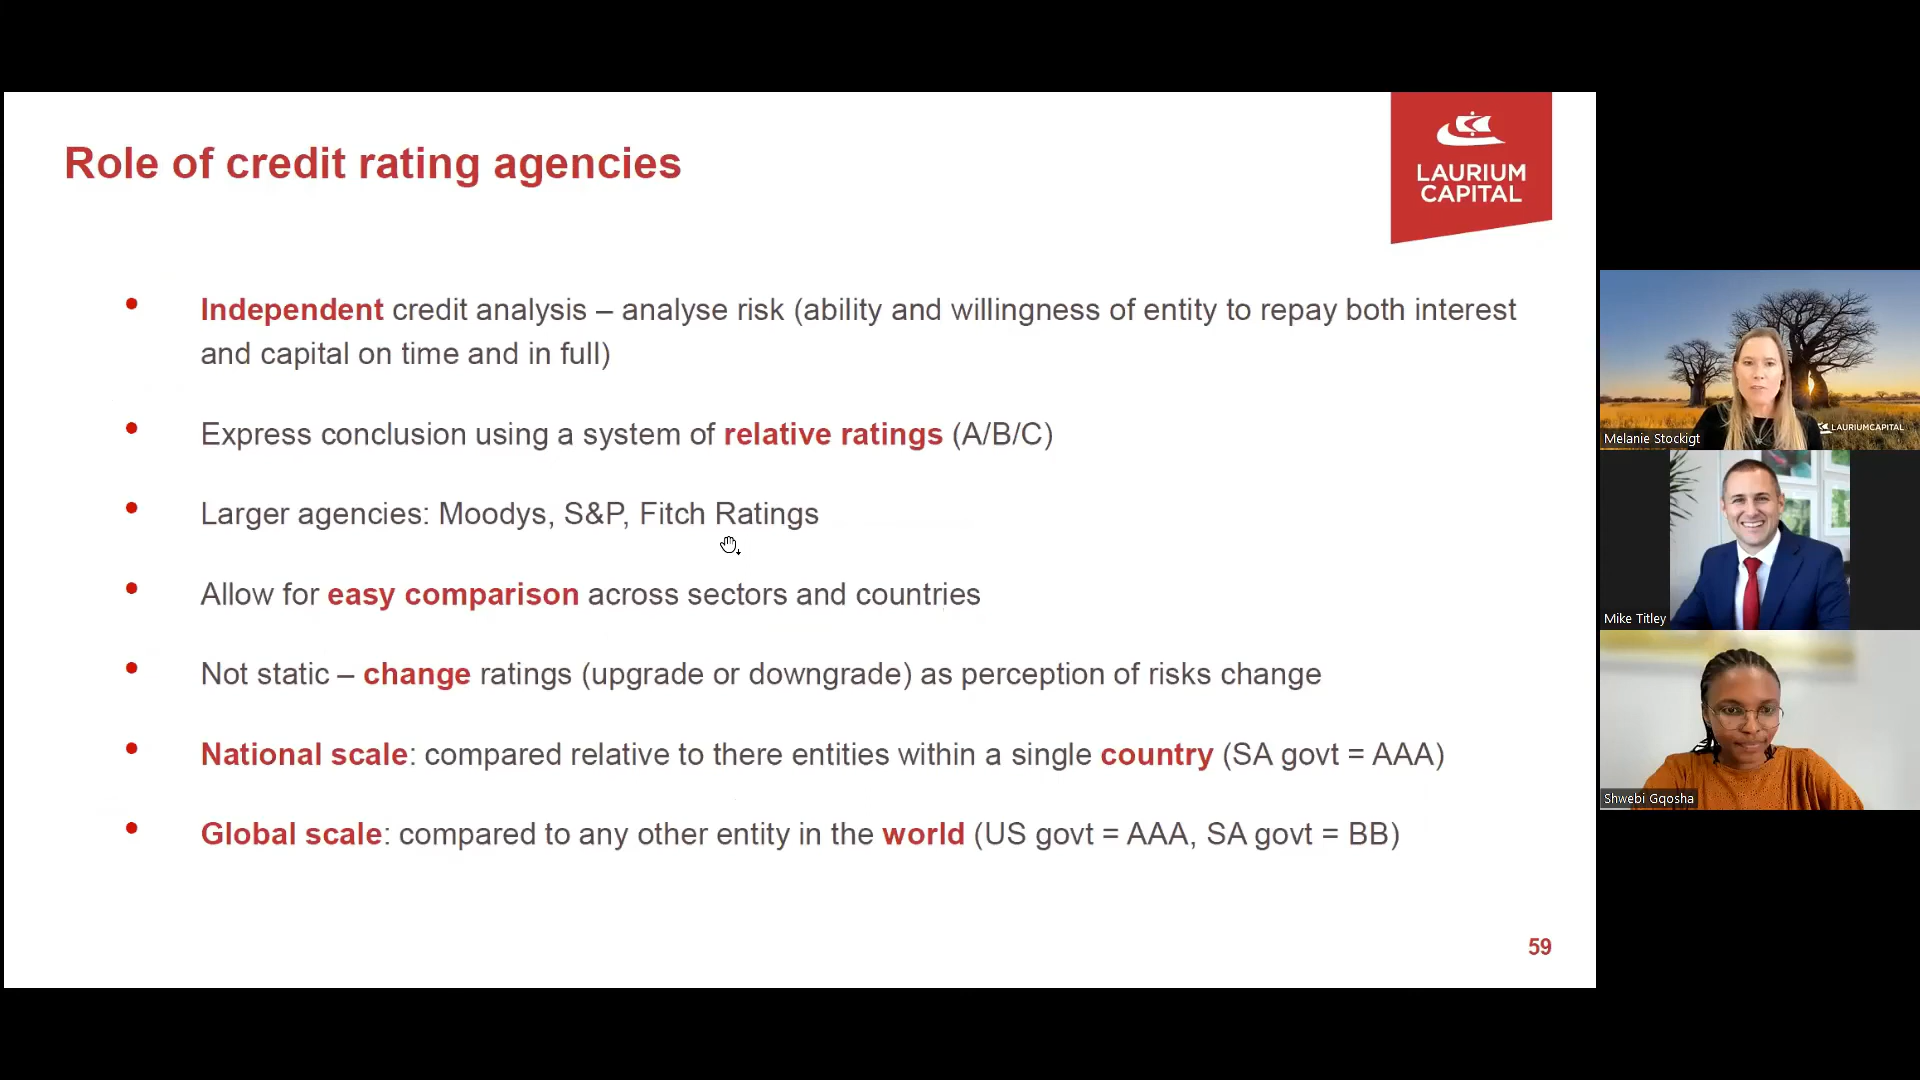 Role of credit rating agencies
LAURIUM
CAPITAL
• Independent credit analysis – analyse risk (ability and willingness of entity to repay both interest
and capital on time and in full)
• Express conclusion using a system of relative ratings (A/B/C)
• Larger agencies: Moodys, S&P, Fitch Ratings
• Allow for easy comparison across sectors and countries
• Not static – change ratings (upgrade or downgrade) as perception of risks change
• National scale: compared relative to there entities within a single country (SA govt = AAA)
• Global scale: compared to any other entity in the world (US govt = AAA, SA govt = BB)
59
LAURIUMCAPITAL
Melanie Stockigt
Mike Titley
Shwebi Gqosha